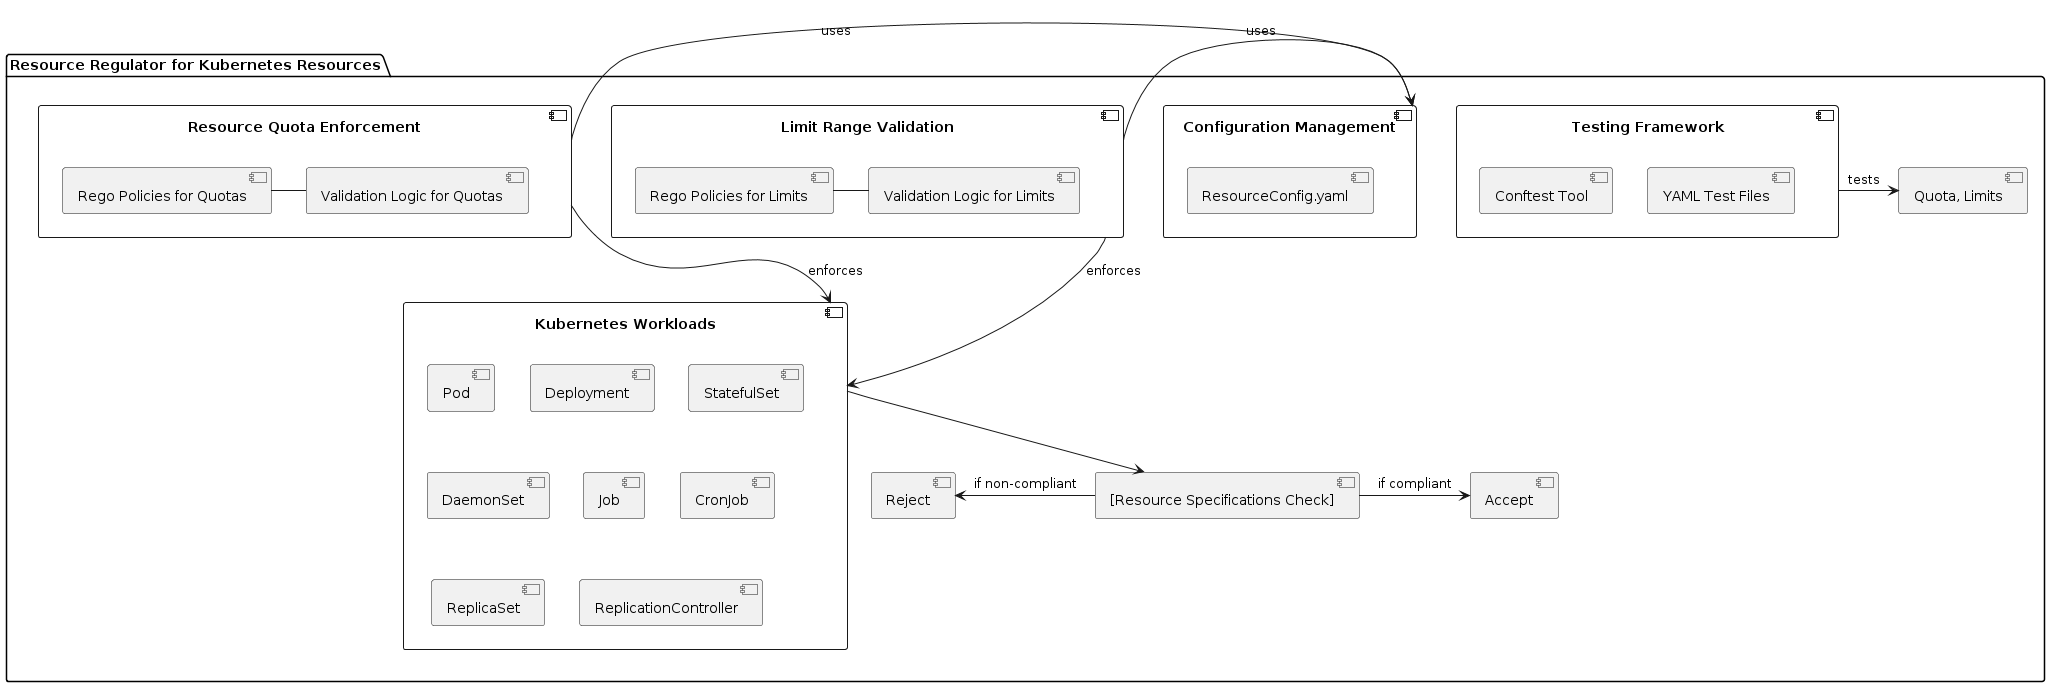 uses
uses
Resource Regulator for Kubernetes Resources
Resource Quota Enforcement
Limit Range Validation
Configuration Management
Testing Framework
Rego Policies for Quotas
Validation Logic for Quotas
Rego Policies for Limits
Validation Logic for Limits
ResourceConfig.yaml
Conftest Tool
YAML Test Files
tests
Quota, Limits
enforces
enforces
Kubernetes Workloads
Pod
Deployment
StatefulSet
DaemonSet
Job
CronJob
Reject
if non-compliant
[Resource Specifications Check]
if compliant
Accept
ReplicaSet
ReplicationController